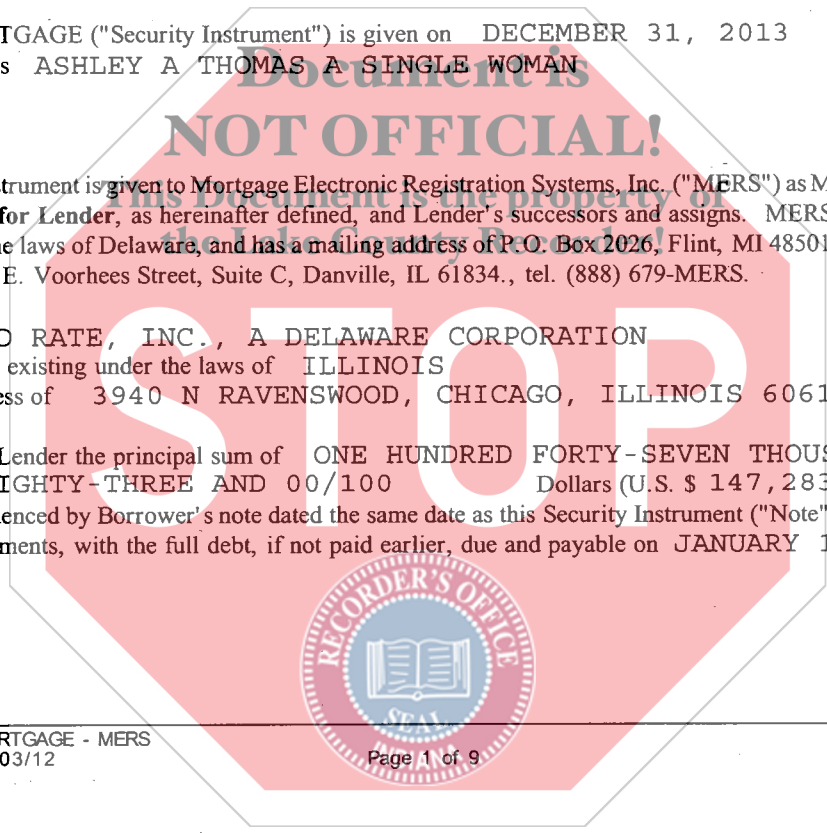 TGAGE ("Security Instrument") is given on DECEMBER 31, 2013
s ASHLEY A THOMAS A SINGLE WOMAN
Document is
NOT OFFICIAL!
trument is given to Mortgage Electronic Registration Systems, Inc. ("MERS") as M
This Document is the property of
for Lender, as hereinafter defined, and Lender's successors and assigns. MERS
e laws of Delaware, and has a mailing address of P.O. Box 2026, Flint, MI 48501
the Lake County Recorder!
E. Voorhees Street, Suite C, Danville, IL 61834., tel. (888) 679-MERS.
D RATE, INC., A DELAWARE CORPORATION
existing under the laws of ILLINOIS
ess of 3940 N RAVENSWOOD, CHICAGO, ILLINOIS 6061
STOP
Lender the principal sum of ONE HUNDRED FORTY-SEVEN THOUS
IGHTY-THREE AND 00/100 Dollars (U.S. $ 147,283
enced by Borrower's note dated the same date as this Security Instrument ("Note"
ments, with the full debt, if not paid earlier, due and payable on JANUARY 1
RECORDER'S OFFICE
SEAL
INDIANA
RTGAGE - MERS
03/12 Page 1 of 9